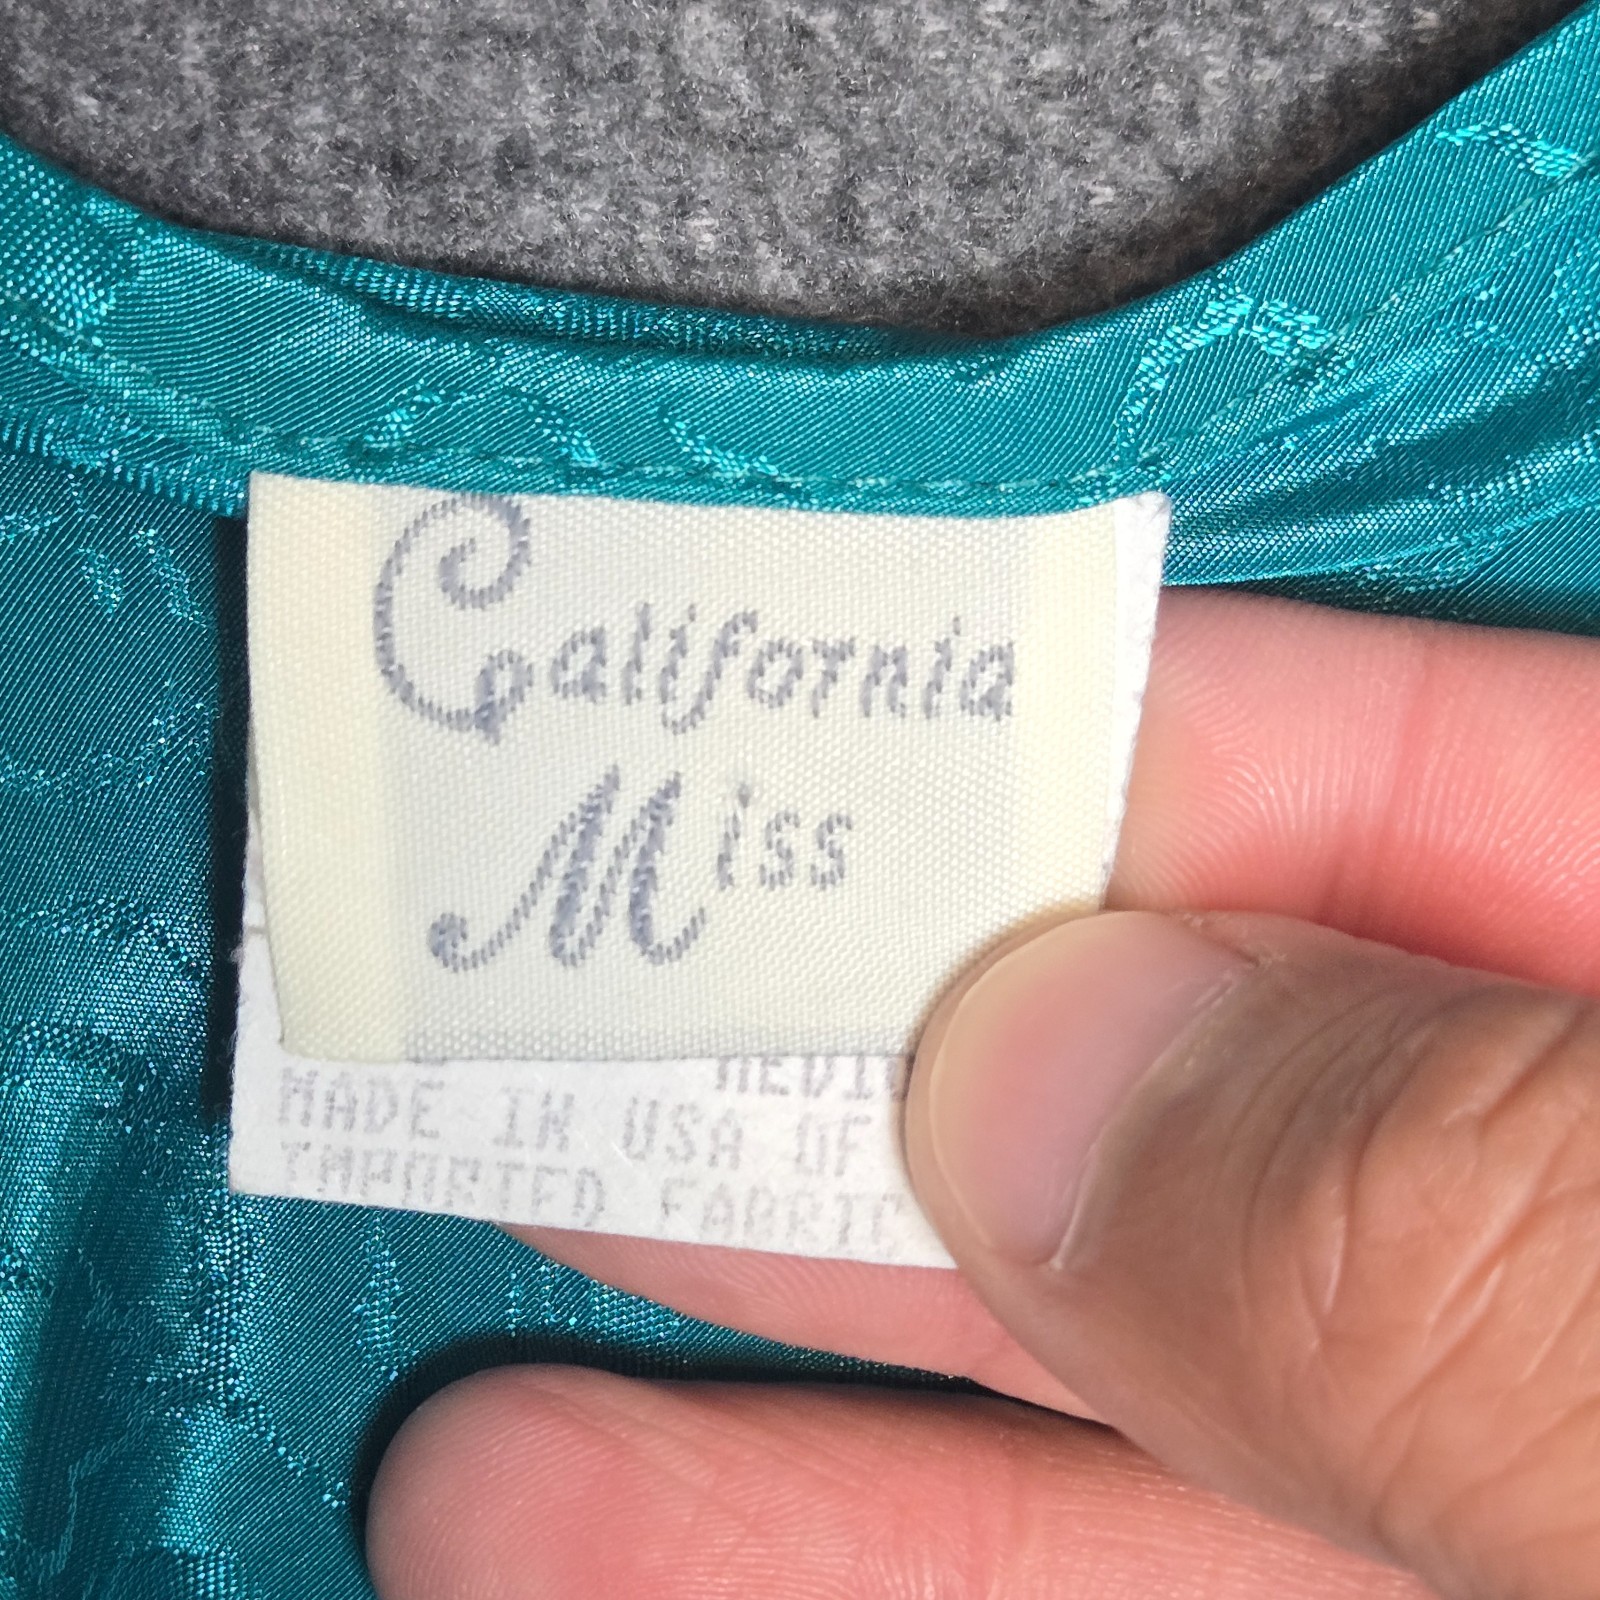 California
Miss
MADE IN USA OF
IMPORTED FABRIC